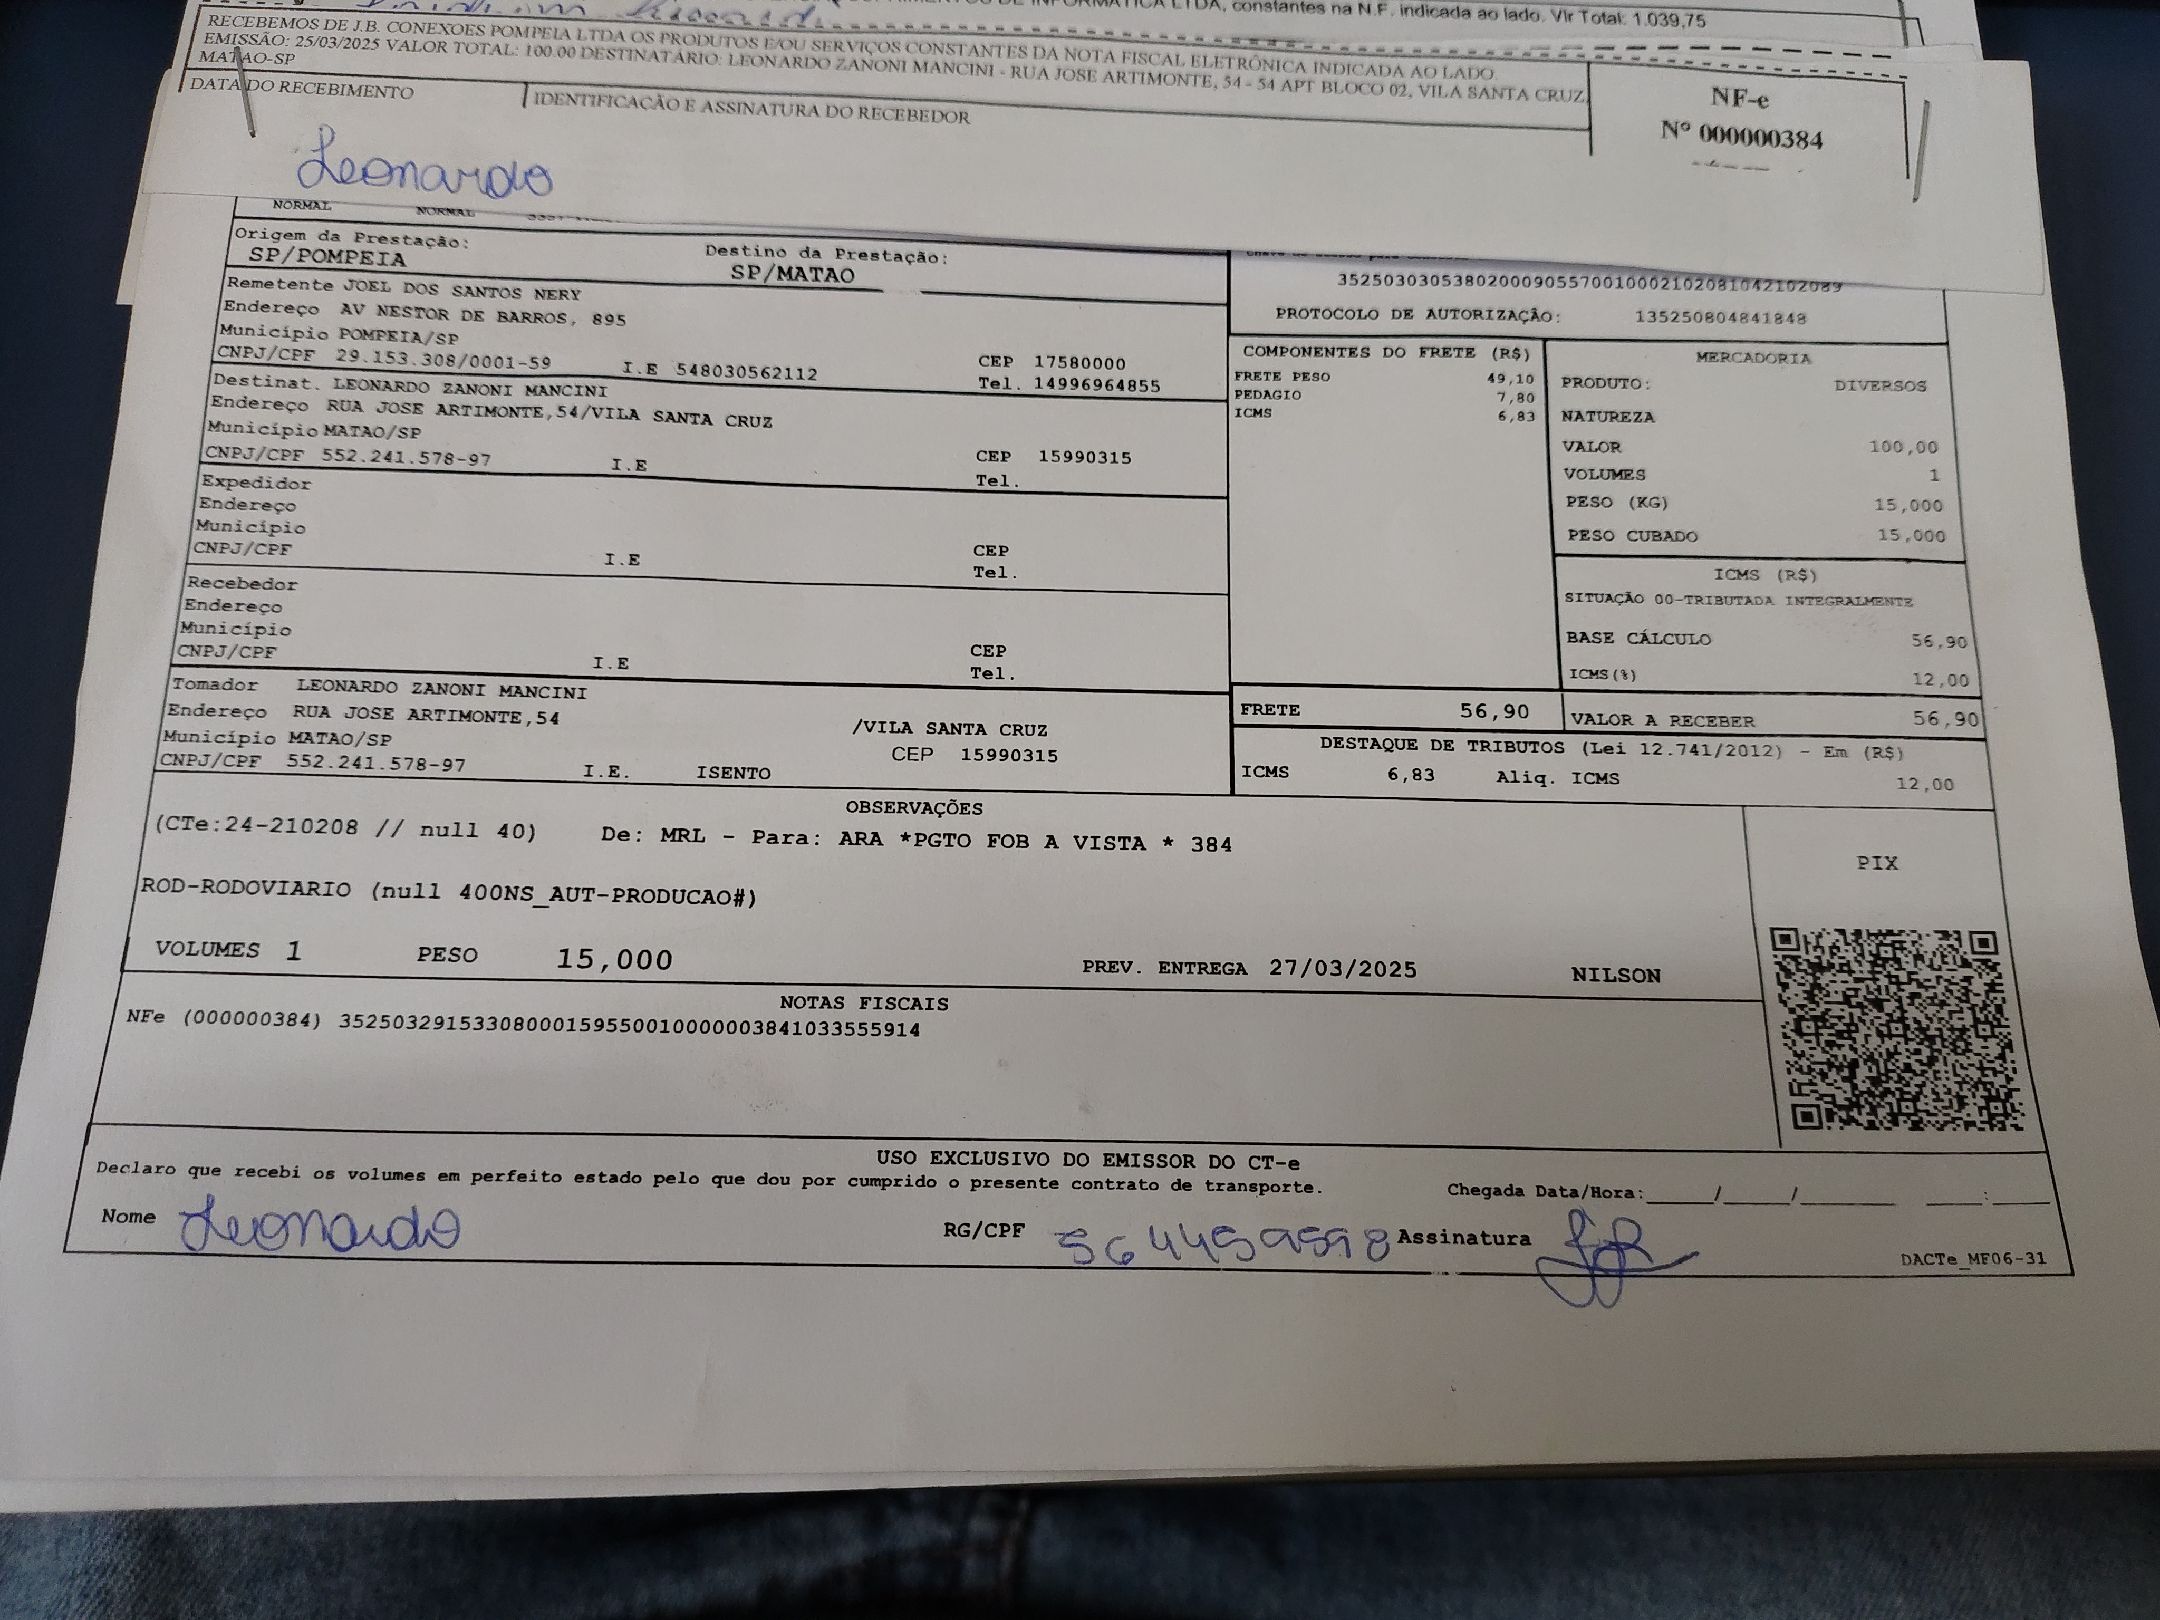 INFORMATICA LTDA, constantes na N.F. indicada ao lado. Vlr Total: 1.039,75
RECEBEMOS DE J.B. CONEXOES POMPEIA LTDA OS PRODUTOS E/OU SERVIÇOS CONSTANTES DA NOTA FISCAL ELETRÔNICA INDICADA AO LADO.
EMISSÃO: 25/03/2025 VALOR TOTAL: 100.00 DESTINATÁRIO: LEONARDO ZANONI MANCINI - RUA JOSE ARTIMONTE, 54 - 54 APT BLOCO 02, VILA SANTA CRUZ
MATAO-SP
NF-e
Nº 000000384
DATA DO RECEBIMENTO IDENTIFICAÇÃO E ASSINATURA DO RECEBEDOR
Leonardo
NORMAL NORMAL
Origem da Prestação: Destino da Prestação:
SP/POMPEIA SP/MATAO
35250303053802000905570010002102081042102089
PROTOCOLO DE AUTORIZAÇÃO: 135250804841848
Remetente JOEL DOS SANTOS NERY
Endereço AV NESTOR DE BARROS, 895
Município POMPEIA/SP
CNPJ/CPF 29.153.308/0001-59 I.E 548030562112 CEP 17580000
Tel. 14996964855
Destinat. LEONARDO ZANONI MANCINI
Endereço RUA JOSE ARTIMONTE,54/VILA SANTA CRUZ
Município MATAO/SP
CNPJ/CPF 552.241.578-97 I.E CEP 15990315
Tel.
Expedidor
Endereço
Município
CNPJ/CPF I.E CEP
Tel.
Recebedor
Endereço
Município
CNPJ/CPF I.E CEP
Tel.
Tomador LEONARDO ZANONI MANCINI
Endereço RUA JOSE ARTIMONTE,54 /VILA SANTA CRUZ
Município MATAO/SP CEP 15990315
CNPJ/CPF 552.241.578-97 I.E. ISENTO
COMPONENTES DO FRETE (R$)
FRETE PESO 49,10
PEDAGIO 7,80
ICMS 6,83
MERCADORIA
PRODUTO: DIVERSOS
NATUREZA
VALOR 100,00
VOLUMES 1
PESO (KG) 15,000
PESO CUBADO 15,000
ICMS (R$)
SITUAÇÃO 00-TRIBUTADA INTEGRALMENTE
BASE CÁLCULO 56,90
ICMS(%) 12,00
FRETE 56,90 VALOR A RECEBER 56,90
DESTAQUE DE TRIBUTOS (Lei 12.741/2012) - Em (R$)
ICMS 6,83 Aliq. ICMS 12,00
OBSERVAÇÕES
(CTe:24-210208 // null 40) De: MRL - Para: ARA *PGTO FOB A VISTA * 384
ROD-RODOVIARIO (null 400NS_AUT-PRODUCAO#)
PIX
VOLUMES 1 PESO 15,000 PREV. ENTREGA 27/03/2025 NILSON
NOTAS FISCAIS
NFe (000000384) 35250329153308000159550010000003841033555914
USO EXCLUSIVO DO EMISSOR DO CT-e
Declaro que recebi os volumes em perfeito estado pelo que dou por cumprido o presente contrato de transporte. Chegada Data/Hora:_____/_____/_______ ____:____
Nome Leonardo RG/CPF 564459598 Assinatura
DACTe_MF06-31